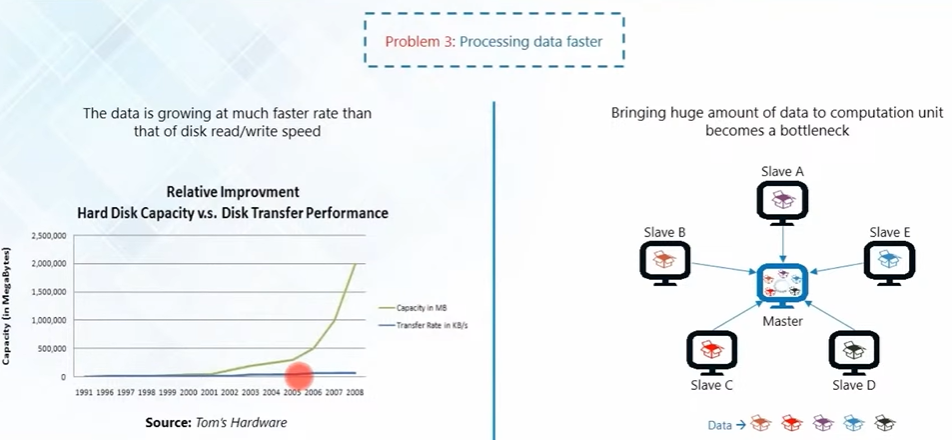 Problem 3: Processing data faster
The data is growing at much faster rate than
that of disk read/write speed
Relative Improvment
Hard Disk Capacity v.s. Disk Transfer Performance
Capacity (in MegaBytes)
2,500,000
2,000,000
1,500,000
1,000,000
500,000
0
1991 1996 1997 1998 1999 2000 2001 2002 2003 2004 2005 2006 2007 2008
Capacity in MB
Transfer Rate in KB/s
Source: Tom's Hardware
Bringing huge amount of data to computation unit
becomes a bottleneck
Slave A
Slave B
Slave E
Master
Slave C
Slave D
Data